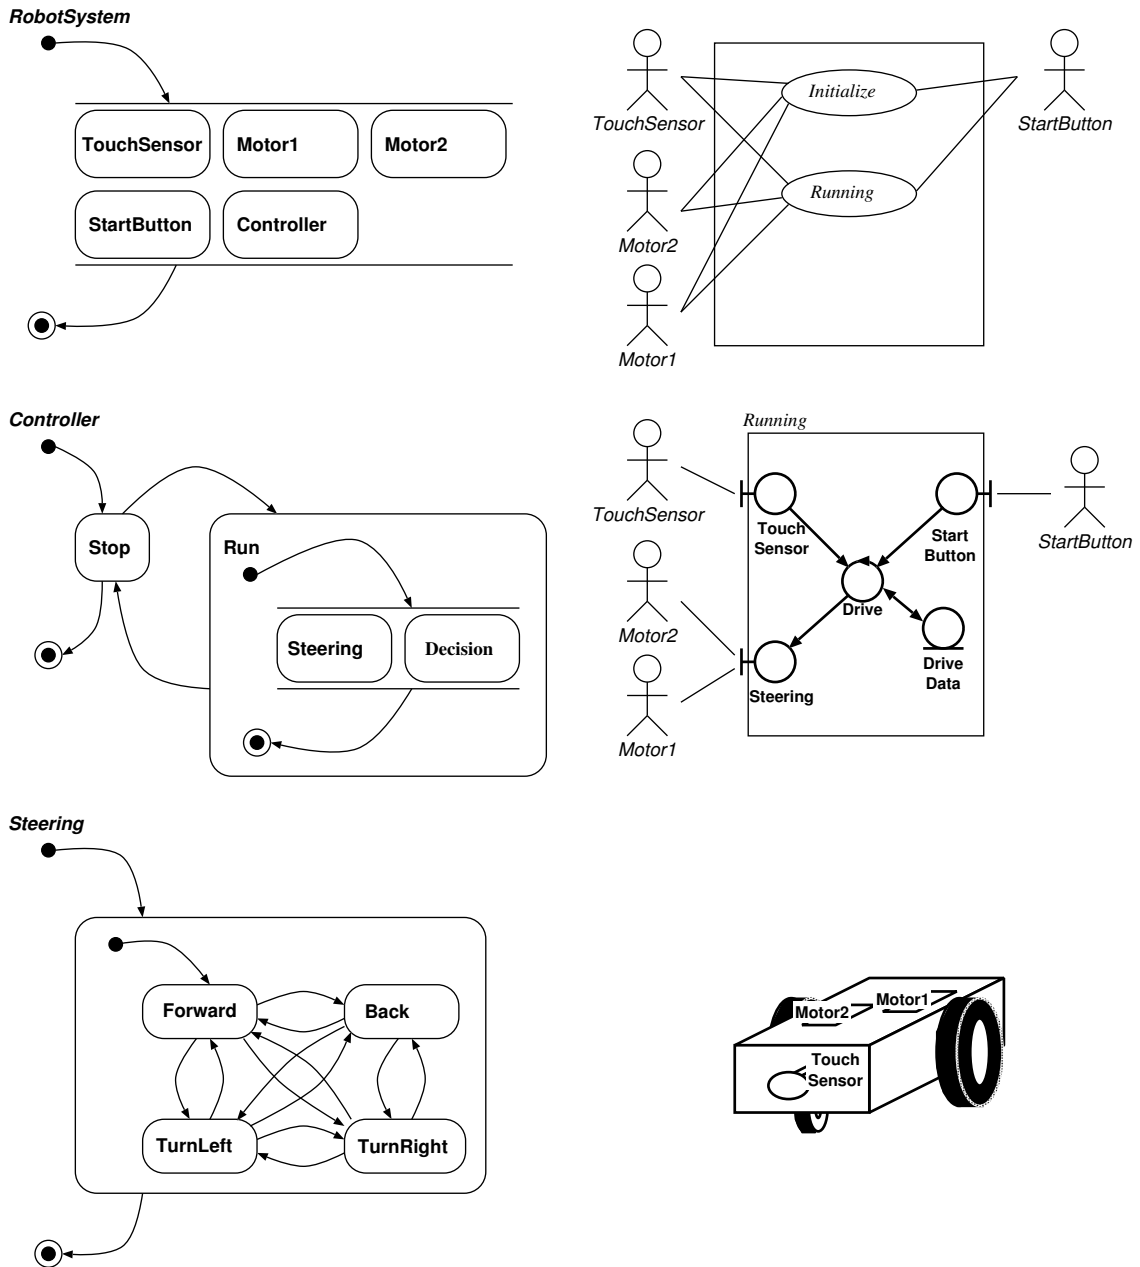 RobotSystem
TouchSensor
Motor1
Motor2
StartButton
Controller
TouchSensor
Motor2
Motor1
Initialize
Running
StartButton
Controller
Stop
Run
Steering
Decision
Running
TouchSensor
Motor2
Motor1
Touch
Sensor
Start
Button
Drive
Steering
Drive
Data
StartButton
Steering
Forward
Back
TurnLeft
TurnRight
Motor2
Motor1
Touch
Sensor